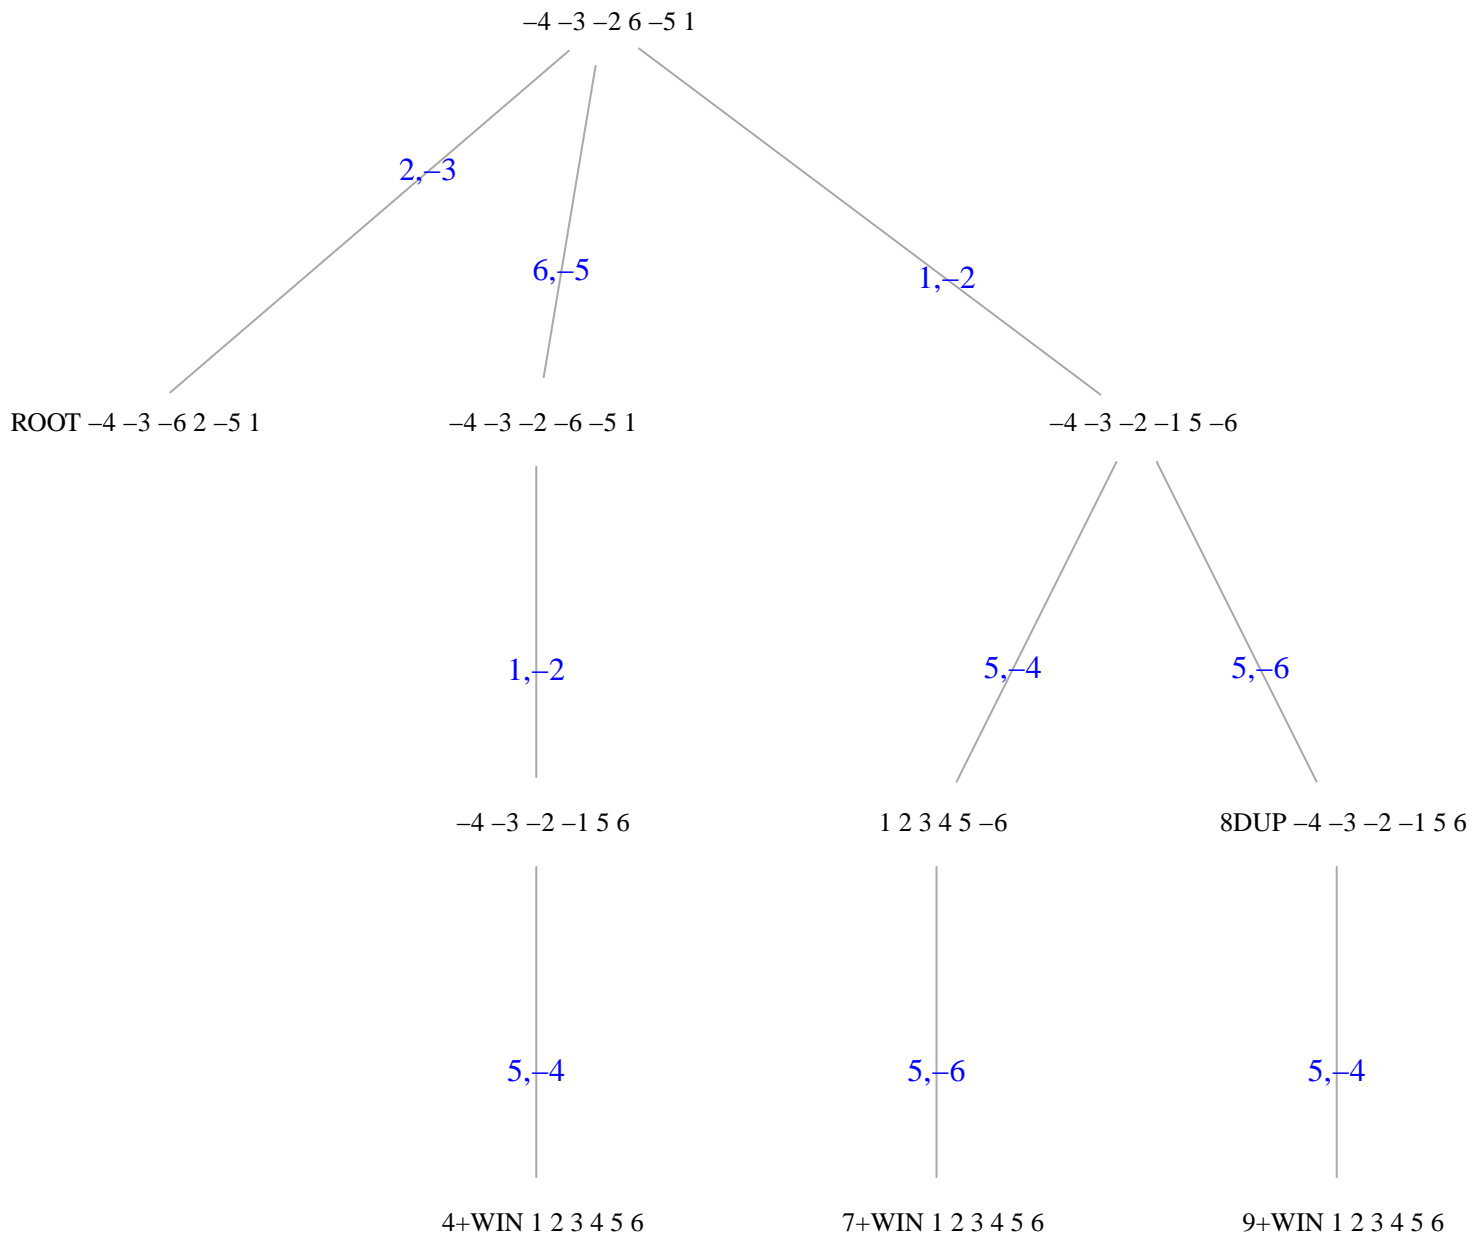 –4 –3 –2 6 –5 1
2,–3
6,–5
1,–2
ROOT –4 –3 –6 2 –5 1
–4 –3 –2 –6 –5 1
–4 –3 –2 –1 5 –6
1,–2
5,–4
5,–6
–4 –3 –2 –1 5 6
1 2 3 4 5 –6
8DUP –4 –3 –2 –1 5 6
5,–4
5,–6
5,–4
4+WIN 1 2 3 4 5 6
7+WIN 1 2 3 4 5 6
9+WIN 1 2 3 4 5 6